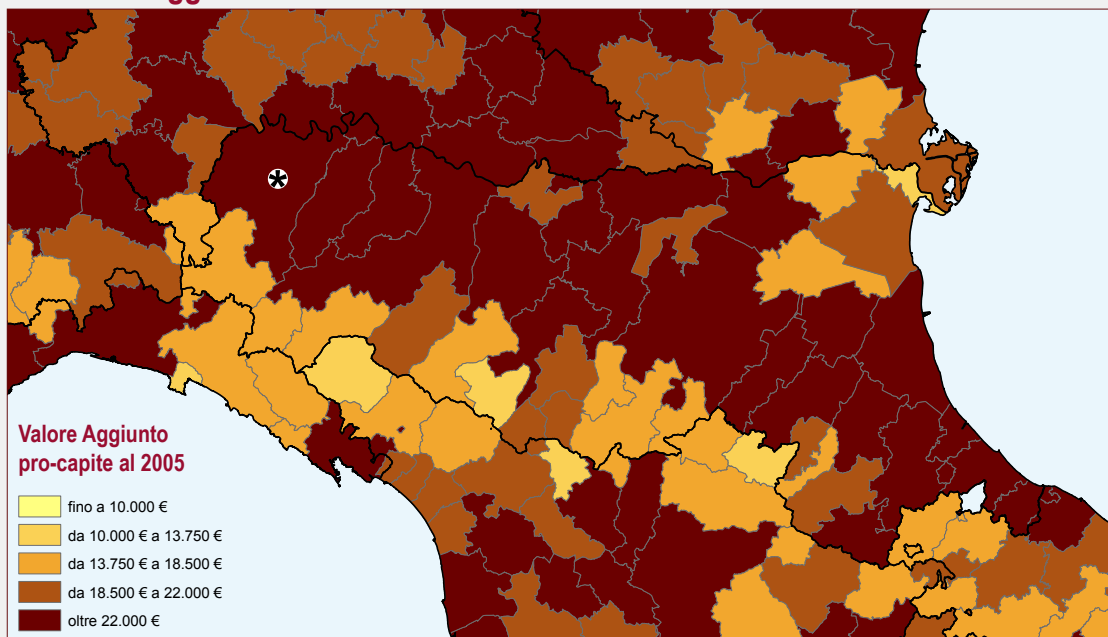 Valore Aggiunto
pro-capite al 2005
fino a 10.000 €
da 10.000 € a 13.750 €
da 13.750 € a 18.500 €
da 18.500 € a 22.000 €
oltre 22.000 €